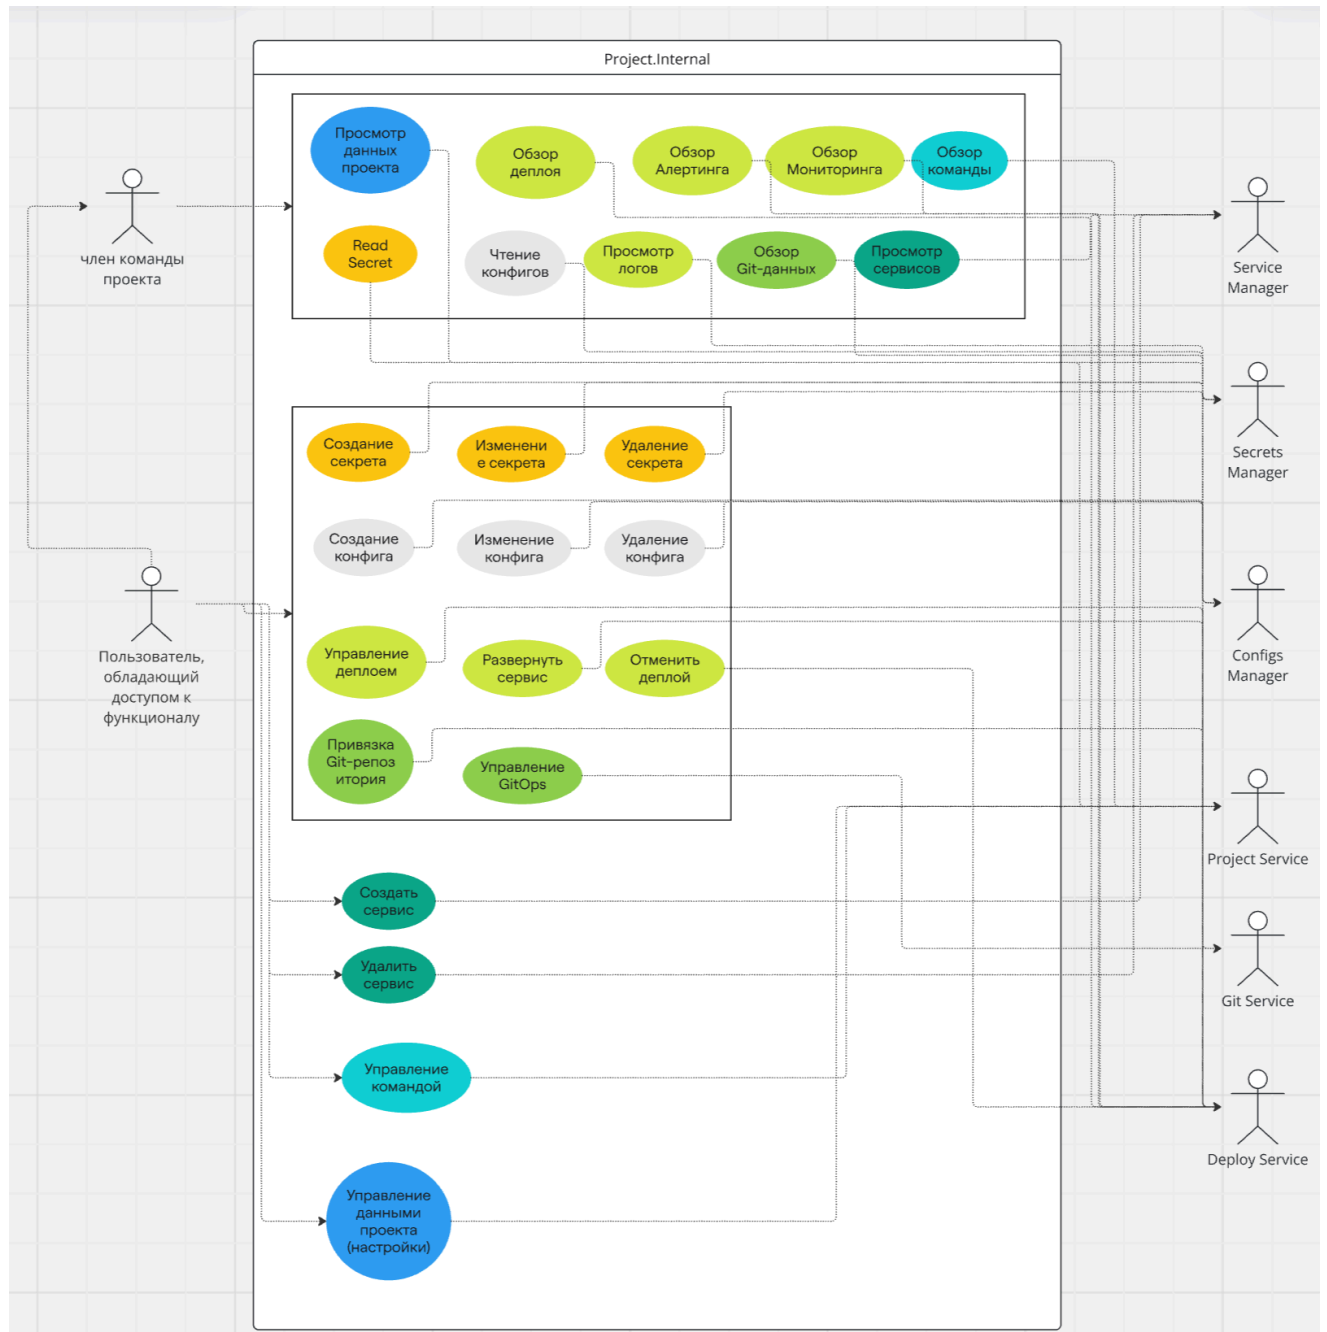 Project.Internal
Просмотр
данных
проекта
Обзор
деплоя
Обзор
Алертинга
Обзор
Мониторинга
Обзор
команды
Read
Secret
Чтение
конфигов
Просмотр
логов
Обзор
Git-данных
Просмотр
сервисов
член команды
проекта
Service
Manager
Создание
секрета
Изменени
е секрета
Удаление
секрета
Secrets
Manager
Создание
конфига
Изменение
конфига
Удаление
конфига
Пользователь,
обладающий
доступом к
функционалу
Configs
Manager
Управление
деплоем
Развернуть
сервис
Отменить
деплой
Привязка
Git-репоз
итория
Управление
GitOps
Project Service
Создать
сервис
Удалить
сервис
Git Service
Управление
командой
Deploy Service
Управление
данными
проекта
(настройки)